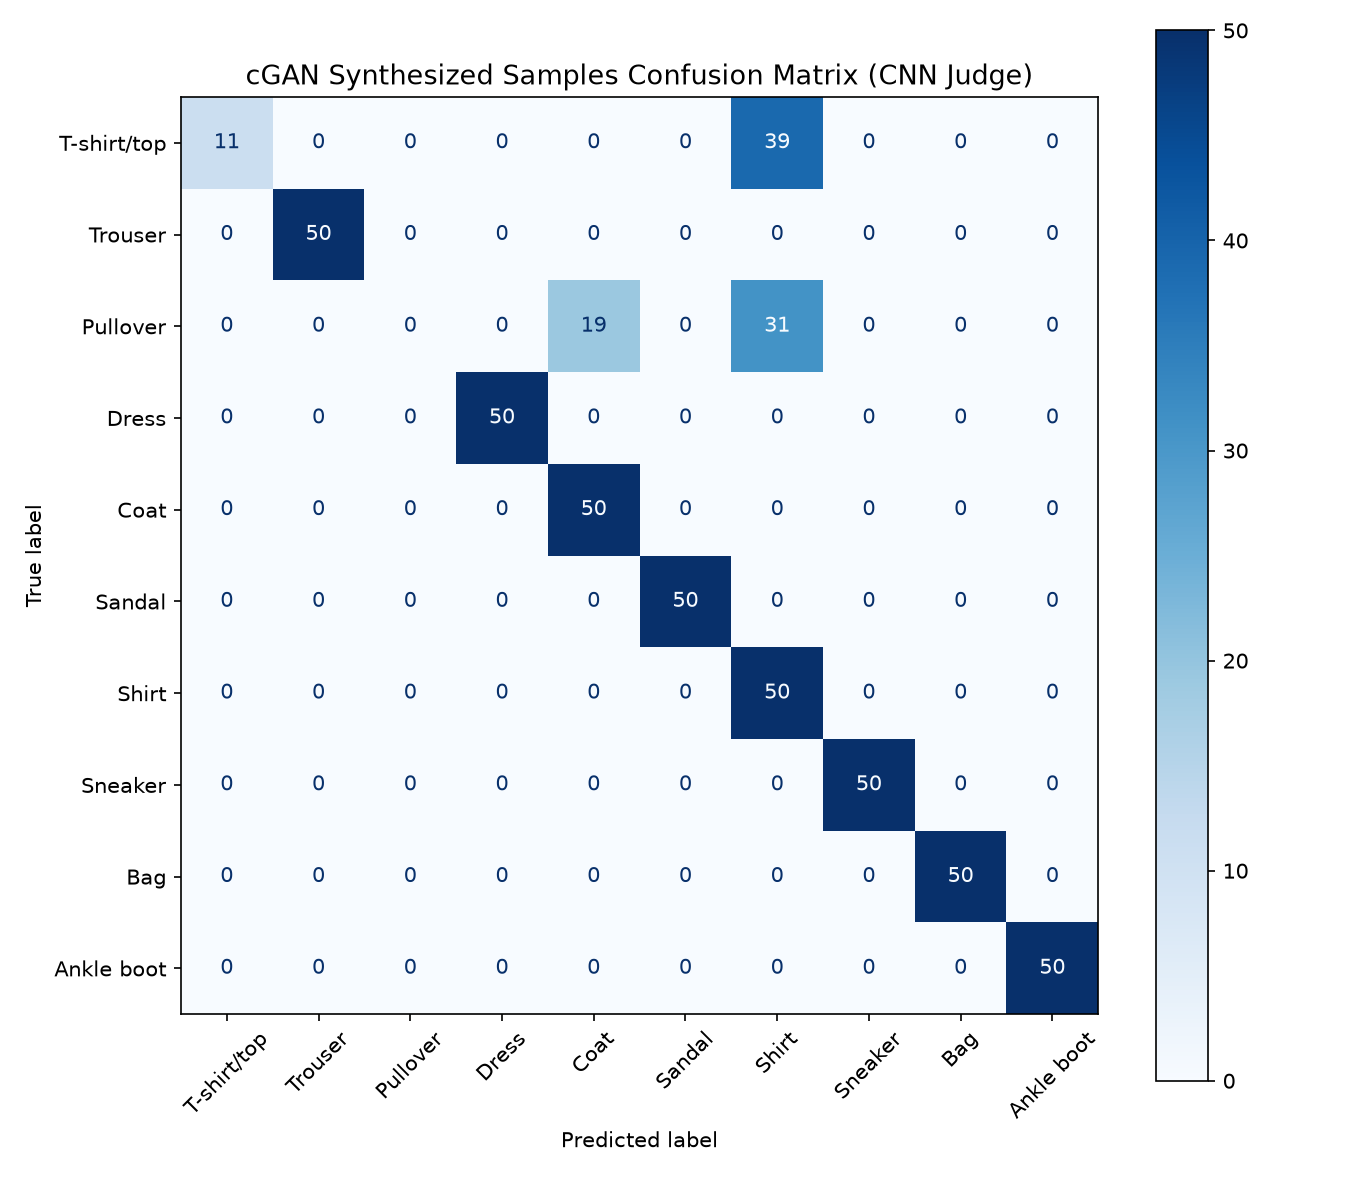 cGAN Synthesized Samples Confusion Matrix (CNN Judge)
50
T-shirt/top 11 0 0 0 0 0 39 0 0 0
Trouser 0 50 0 0 0 0 0 0 0 0
40
Pullover 0 0 0 0 19 0 31 0 0 0
Dress 0 0 0 50 0 0 0 0 0 0
30
Coat 0 0 0 0 50 0 0 0 0 0
True label
Sandal 0 0 0 0 0 50 0 0 0 0
20
Shirt 0 0 0 0 0 0 50 0 0 0
Sneaker 0 0 0 0 0 0 0 50 0 0
10
Bag 0 0 0 0 0 0 0 0 50 0
Ankle boot 0 0 0 0 0 0 0 0 0 50
0
T-shirt/top Trouser Pullover Dress Coat Sandal Shirt Sneaker Bag Ankle boot
Predicted label